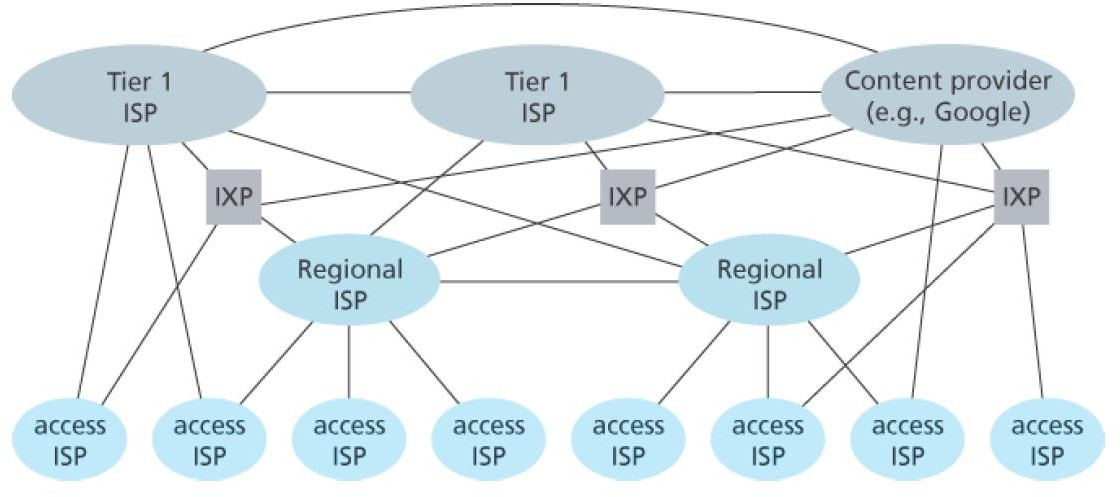 Tier 1
ISP
Tier 1
ISP
Content provider
(e.g., Google)
IXP
IXP
IXP
Regional
ISP
Regional
ISP
access
ISP
access
ISP
access
ISP
access
ISP
access
ISP
access
ISP
access
ISP
access
ISP